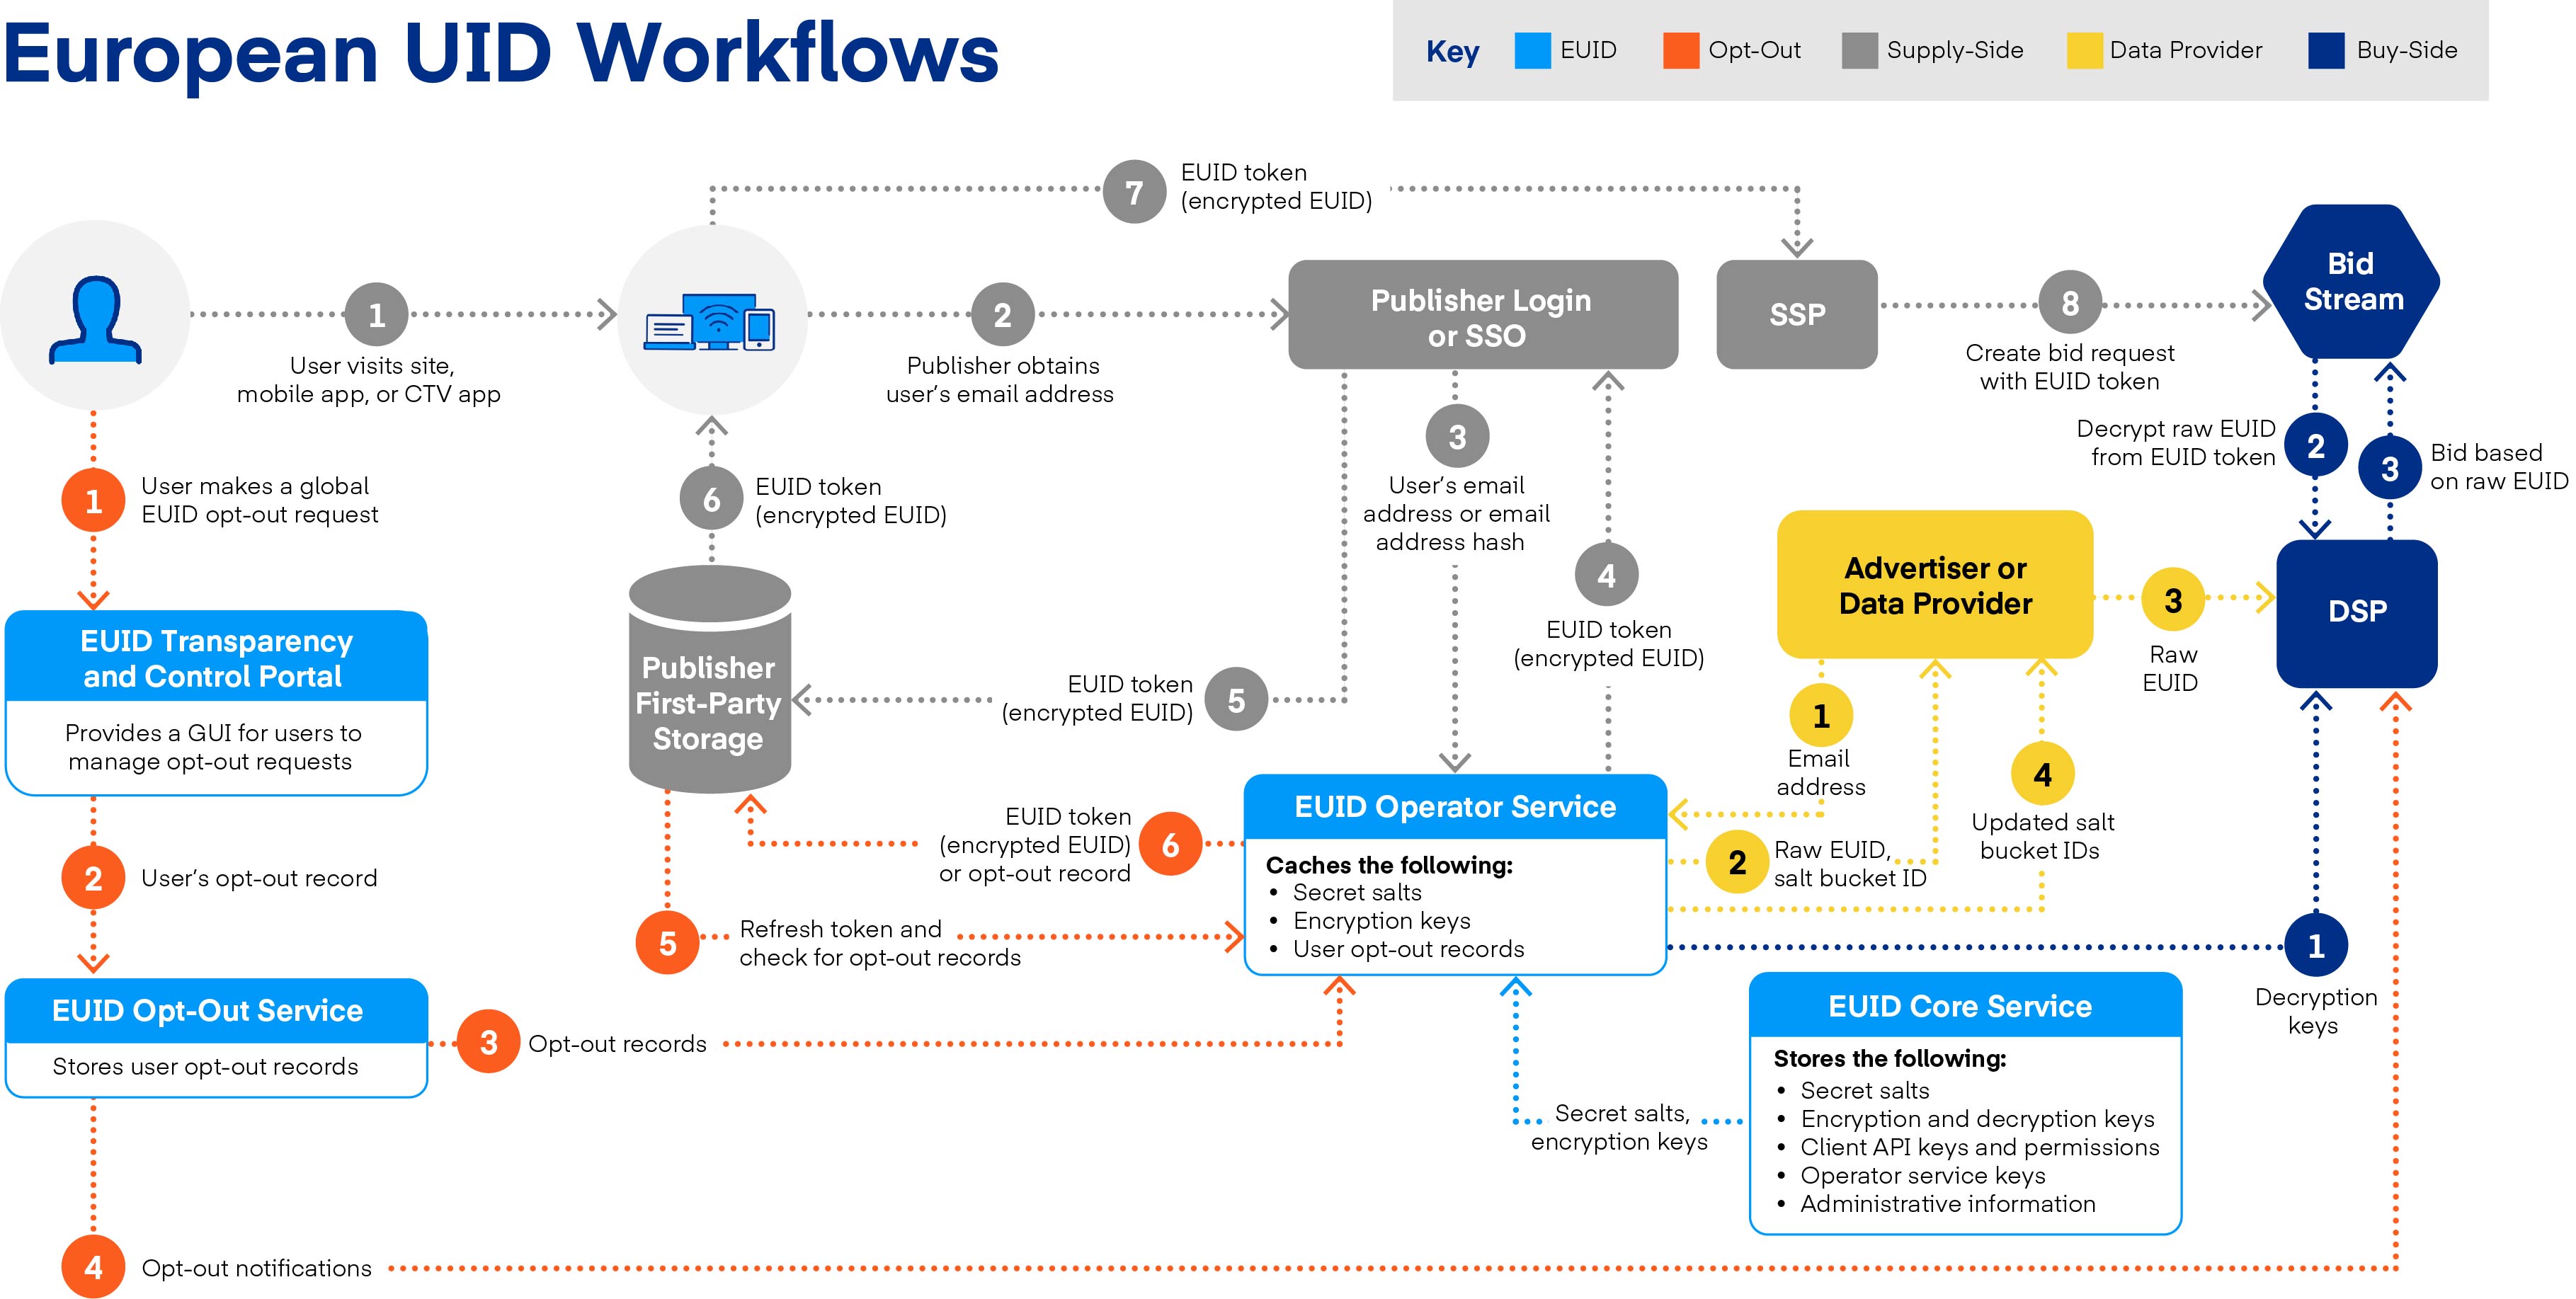 European UID Workflows
Key
EUID
Opt-Out
Supply-Side
Data Provider
Buy-Side
7
EUID token
(encrypted EUID)
1
User visits site,
mobile app, or CTV app
2
Publisher obtains
user's email address
Publisher Login
or SSO
SSP
8
Create bid request
with EUID token
Bid
Stream
1
User makes a global
EUID opt-out request
6
EUID token
(encrypted EUID)
3
User's email
address or email
address hash
4
EUID token
(encrypted EUID)
Decrypt raw EUID
from EUID token
2
3
Bid based
on raw EUID
Advertiser or
Data Provider
3
Raw
EUID
DSP
EUID Transparency
and Control Portal
Provides a GUI for users to
manage opt-out requests
Publisher
First-Party
Storage
EUID token
(encrypted EUID)
5
1
Email
address
4
Updated salt
bucket IDs
2
User's opt-out record
EUID token
(encrypted EUID)
or opt-out record
6
5
Refresh token and
check for opt-out records
EUID Operator Service
Caches the following:
• Secret salts
• Encryption keys
• User opt-out records
2
Raw EUID,
salt bucket ID
1
Decryption
keys
EUID Opt-Out Service
Stores user opt-out records
3
Opt-out records
Secret salts,
encryption keys
EUID Core Service
Stores the following:
• Secret salts
• Encryption and decryption keys
• Client API keys and permissions
• Operator service keys
• Administrative information
4
Opt-out notifications